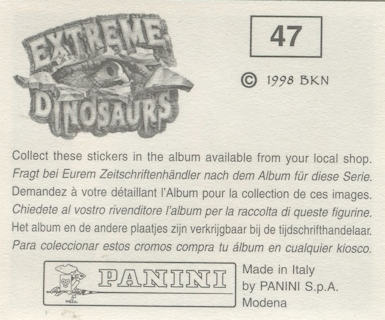 EXTREME
DINOSAURS
47
© 1998 BKN
Collect these stickers in the album available from your local shop.
Fragt bei Eurem Zeitschriftenhändler nach dem Album für diese Serie.
Demandez à votre détaillant l'Album pour la collection de ces images.
Chiedete al vostro rivenditore l'album per la raccolta di queste figurine.
Het album en de andere plaatjes zijn verkrijgbaar bij de tijdschrifthandelaar.
Para coleccionar estos cromos compra tu álbum en cualquier kiosco.
PANINI
Made in Italy
by PANINI S.p.A.
Modena